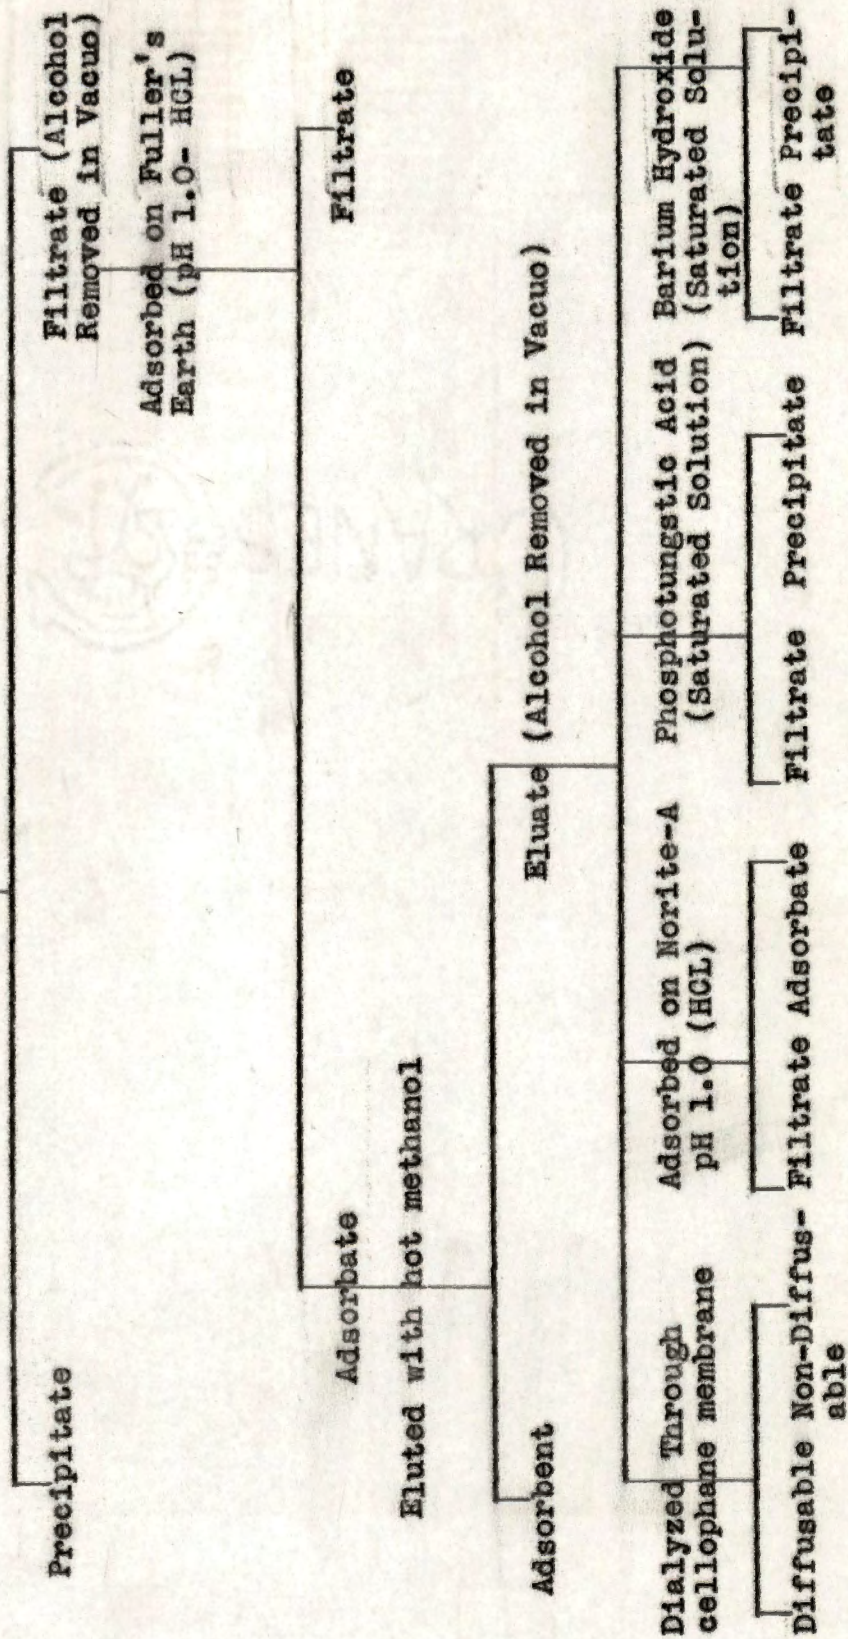 Precipitate
Filtrate (Alcohol
Removed in Vacuo)
Adsorbed on Fuller's
Earth (pH 1.0- HCL)
Adsorbate
Filtrate
Eluted with hot methanol
Adsorbent
Eluate (Alcohol Removed in Vacuo)
Dialyzed Through
cellophane membrane
Adsorbed on Norite-A
pH 1.0 (HCL)
Phosphotungstic Acid
(Saturated Solution)
Barium Hydroxide
(Saturated Solu-
tion)
Diffusable Non-Diffus-
able
Filtrate Adsorbate
Filtrate Precipitate
Filtrate Precipi-
tate